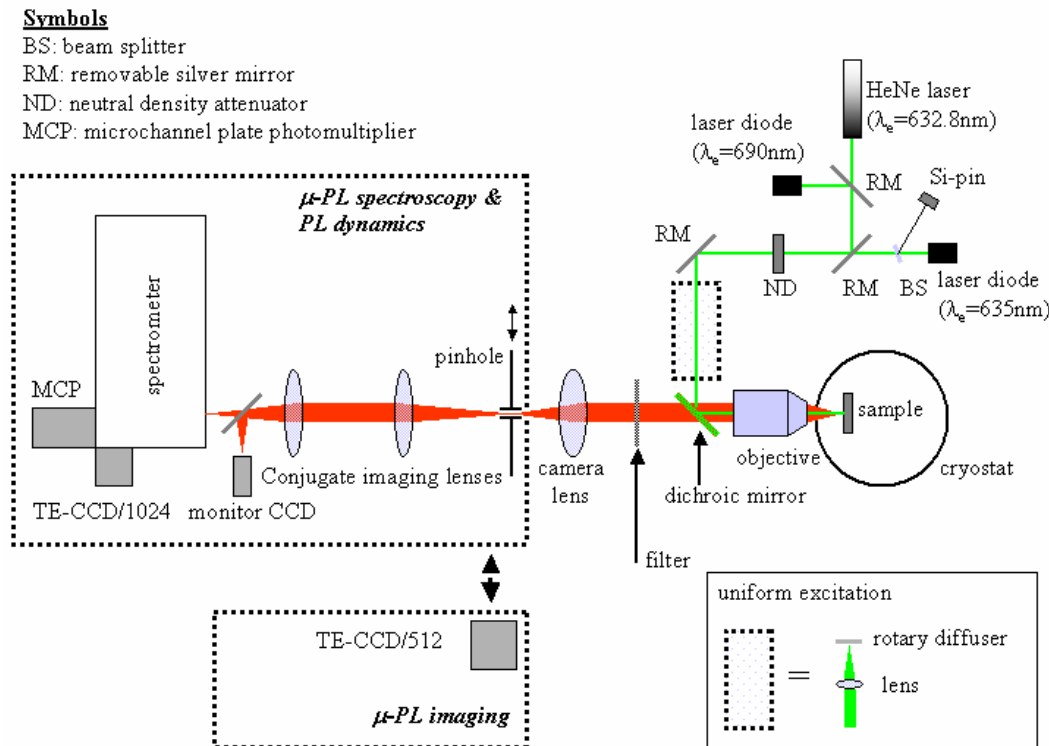 Symbols
BS: beam splitter
RM: removable silver mirror
ND: neutral density attenuator
MCP: microchannel plate photomultiplier
HeNe laser
(λe=632.8nm)
laser diode
(λe=690nm)
RM
Si-pin
RM
ND
RM
BS
laser diode
(λe=635nm)
μ-PL spectroscopy &
PL dynamics
spectrometer
pinhole
MCP
TE-CCD/1024
monitor CCD
Conjugate imaging lenses
camera
lens
objective
sample
cryostat
dichroic mirror
filter
TE-CCD/512
μ-PL imaging
uniform excitation
=
rotary diffuser
lens